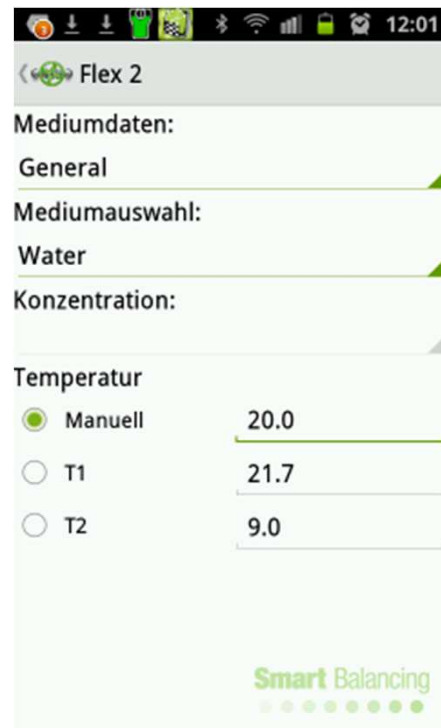 12:01
Flex 2
Mediumdaten:
General
Mediumauswahl:
Water
Konzentration:
Temperatur
Manuell 20.0
T1 21.7
T2 9.0
Smart Balancing